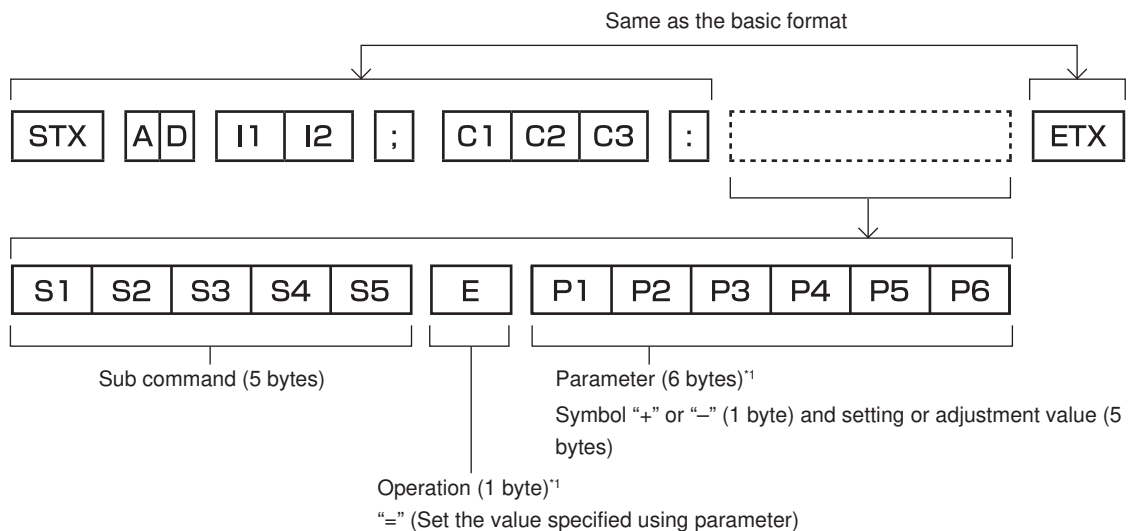 Same as the basic format
STX AD I1 I2 ; C1 C2 C3 : ETX
S1 S2 S3 S4 S5 E P1 P2 P3 P4 P5 P6
Sub command (5 bytes)
Parameter (6 bytes)*1
Symbol “+” or “–” (1 byte) and setting or adjustment value (5
bytes)
Operation (1 byte)*1
“=” (Set the value specified using parameter)